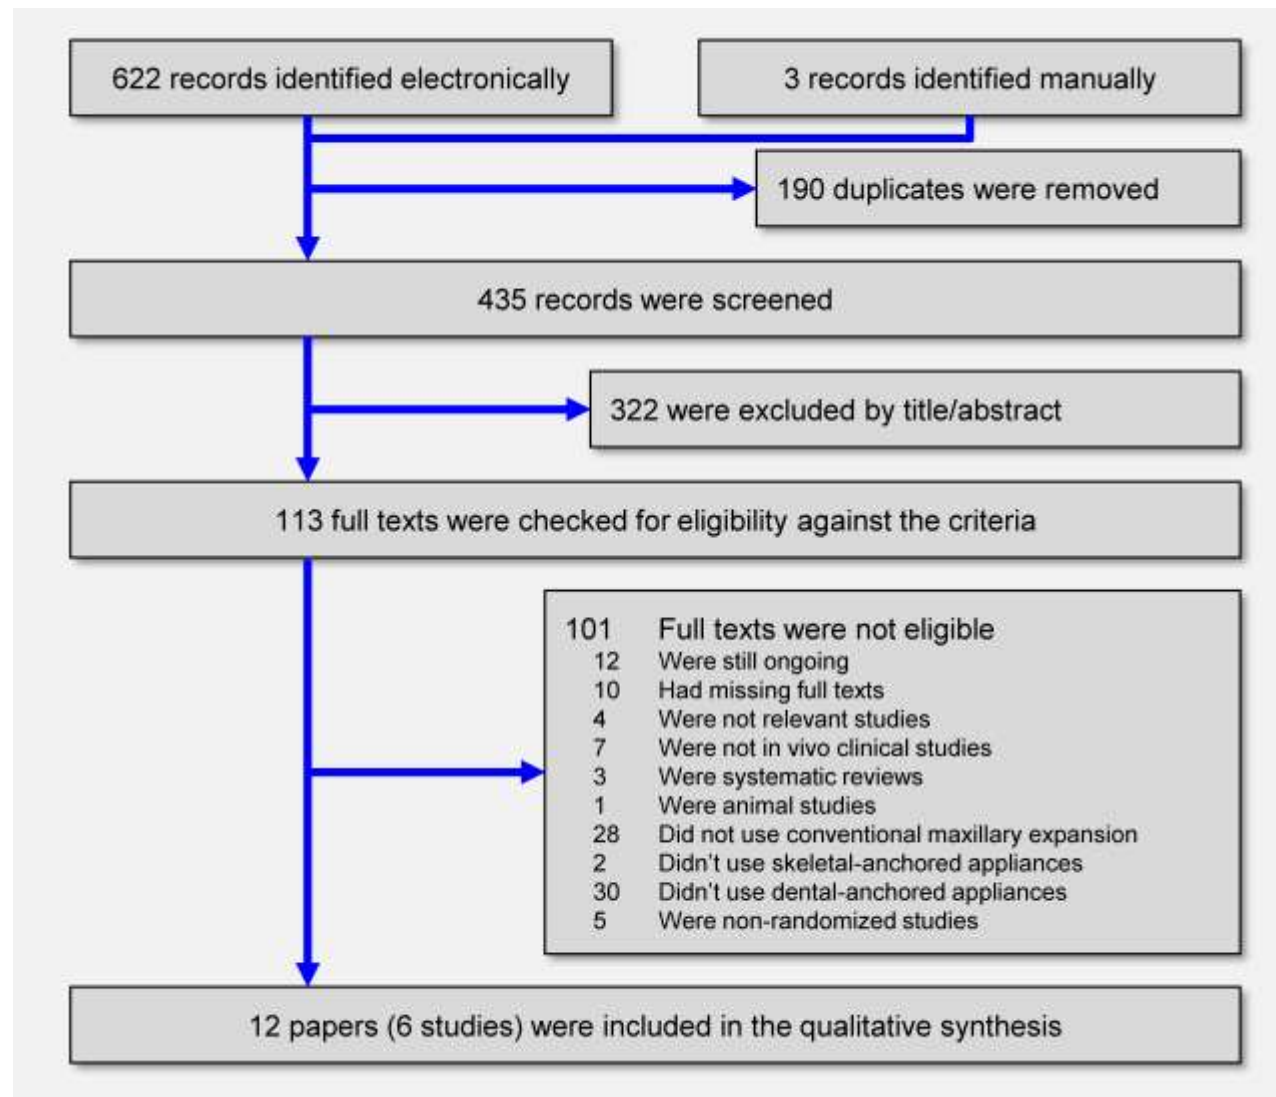 622 records identified electronically
3 records identified manually
190 duplicates were removed
435 records were screened
322 were excluded by title/abstract
113 full texts were checked for eligibility against the criteria
101 Full texts were not eligible
12 Were still ongoing
10 Had missing full texts
4 Were not relevant studies
7 Were not in vivo clinical studies
3 Were systematic reviews
1 Were animal studies
28 Did not use conventional maxillary expansion
2 Didn't use skeletal-anchored appliances
30 Didn't use dental-anchored appliances
5 Were non-randomized studies
12 papers (6 studies) were included in the qualitative synthesis